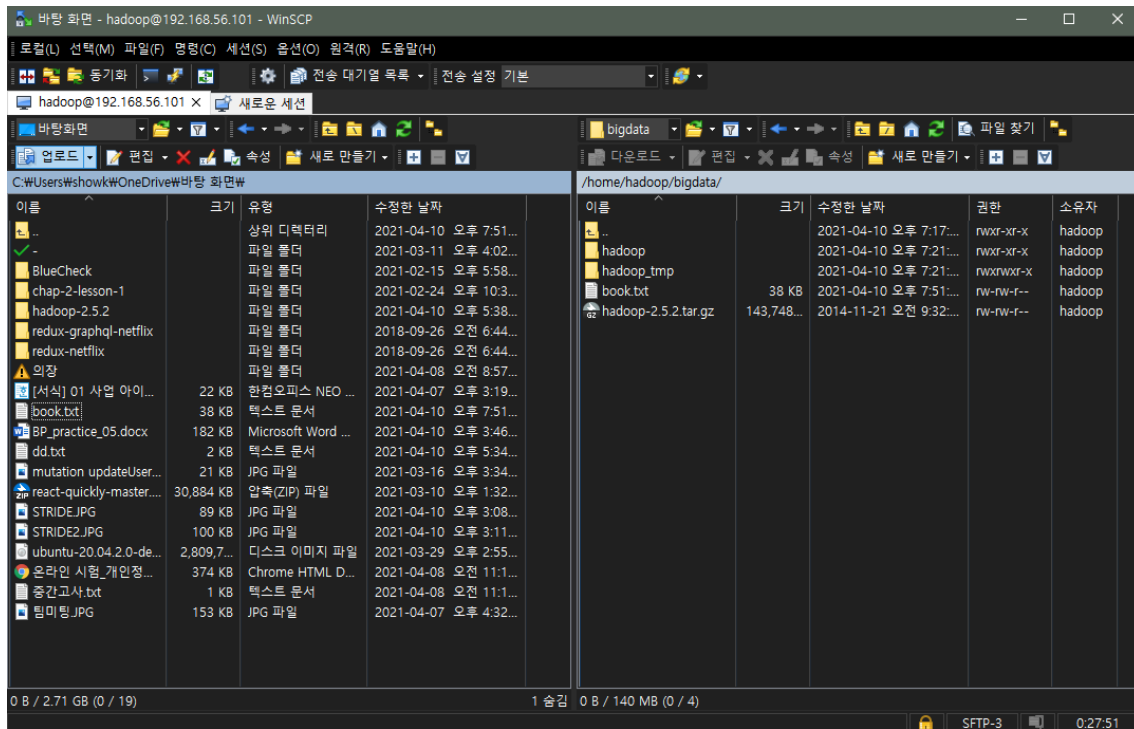 바탕 화면 - hadoop@192.168.56.101 - WinSCP
로컬(L) 선택(M) 파일(F) 명령(C) 세션(S) 옵션(O) 원격(R) 도움말(H)
동기화 전송 대기열 목록 전송 설정 기본
hadoop@192.168.56.101 × 새로운 세션
바탕화면 bigdata 파일 찾기
업로드 편집 속성 새로 만들기 다운로드 편집 속성 새로 만들기
C:₩Users₩showk₩OneDrive₩바탕 화면₩ /home/hadoop/bigdata/
이름 크기 유형 수정한 날짜 이름 크기 수정한 날짜 권한 소유자
.. 상위 디렉터리 2021-04-10 오후 7:51... .. 2021-04-10 오후 7:17:... rwxr-xr-x hadoop
- 파일 폴더 2021-03-11 오후 4:02... hadoop 2021-04-10 오후 7:21:... rwxr-xr-x hadoop
BlueCheck 파일 폴더 2021-02-15 오후 5:58... hadoop_tmp 2021-04-10 오후 7:21:... rwxrwxr-x hadoop
chap-2-lesson-1 파일 폴더 2021-02-24 오후 10:3... book.txt 38 KB 2021-04-10 오후 7:51:... rw-rw-r-- hadoop
hadoop-2.5.2 파일 폴더 2021-04-10 오후 5:38... hadoop-2.5.2.tar.gz 143,748... 2014-11-21 오전 9:32:... rw-rw-r-- hadoop
redux-graphql-netflix 파일 폴더 2018-09-26 오전 6:44...
redux-netflix 파일 폴더 2018-09-26 오전 6:44...
의장 파일 폴더 2021-04-08 오전 8:57...
[서식] 01 사업 아이... 22 KB 한컴오피스 NEO ... 2021-04-07 오후 3:19...
book.txt 38 KB 텍스트 문서 2021-04-10 오후 7:51...
BP_practice_05.docx 182 KB Microsoft Word ... 2021-04-10 오후 3:46...
dd.txt 2 KB 텍스트 문서 2021-04-10 오후 5:34...
mutation updateUser... 21 KB JPG 파일 2021-03-16 오후 3:34...
react-quickly-master.... 30,884 KB 압축(ZIP) 파일 2021-03-10 오후 1:32...
STRIDE.JPG 89 KB JPG 파일 2021-04-10 오후 3:08...
STRIDE2.JPG 100 KB JPG 파일 2021-04-10 오후 3:11...
ubuntu-20.04.2.0-de... 2,809,7... 디스크 이미지 파일 2021-03-29 오후 2:55...
온라인 시험_개인정... 374 KB Chrome HTML D... 2021-04-08 오전 11:1...
중간고사.txt 1 KB 텍스트 문서 2021-04-08 오전 11:1...
팀미팅.JPG 153 KB JPG 파일 2021-04-07 오후 4:32...
0 B / 2.71 GB (0 / 19) 1 숨김 0 B / 140 MB (0 / 4)
SFTP-3 0:27:51